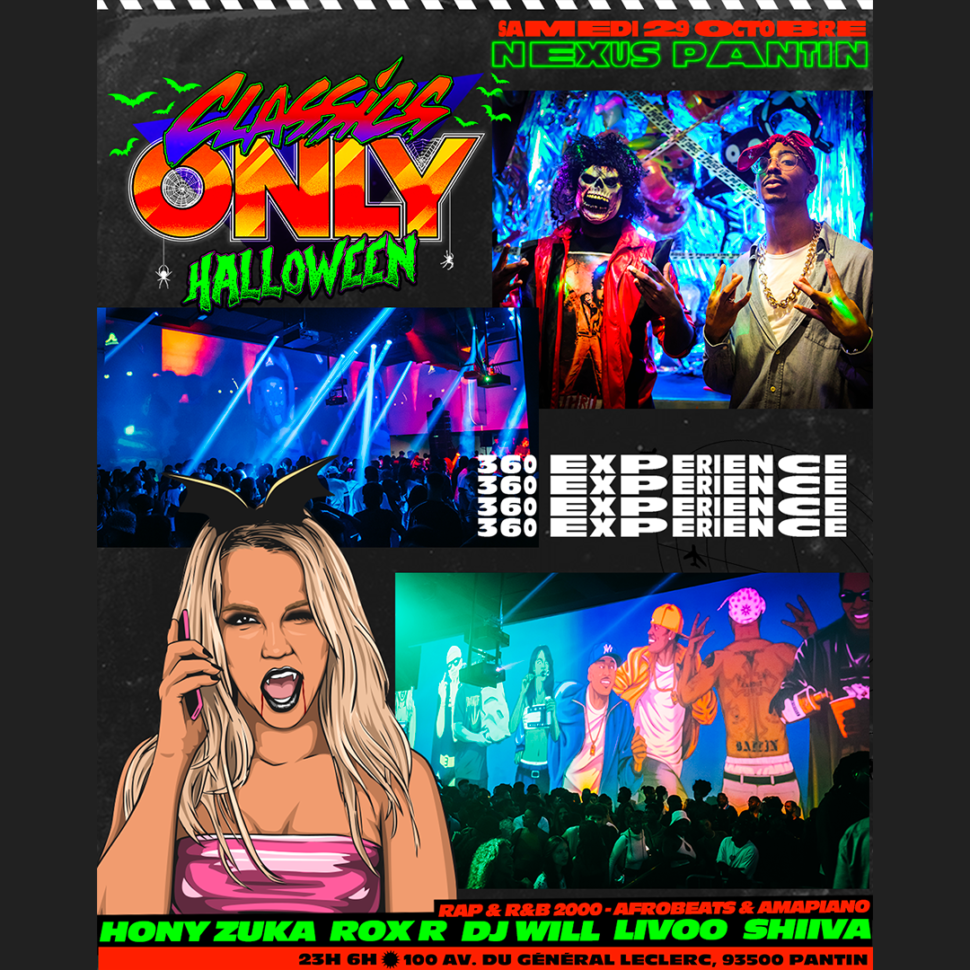 SAMEDI 29 OCTOBRE
NEXUS PANTIN
CLASSICS
ONLY
HALLOWEEN
360 EXPERIENCE
360 EXPERIENCE
360 EXPERIENCE
360 EXPERIENCE
BALLIN
RAP & R&B 2000 - AFROBEATS & AMAPIANO
HONY ZUKA ROX R DJ WILL LIVOO SHIIVA
23H 6H 100 AV. DU GÉNÉRAL LECLERC, 93500 PANTIN